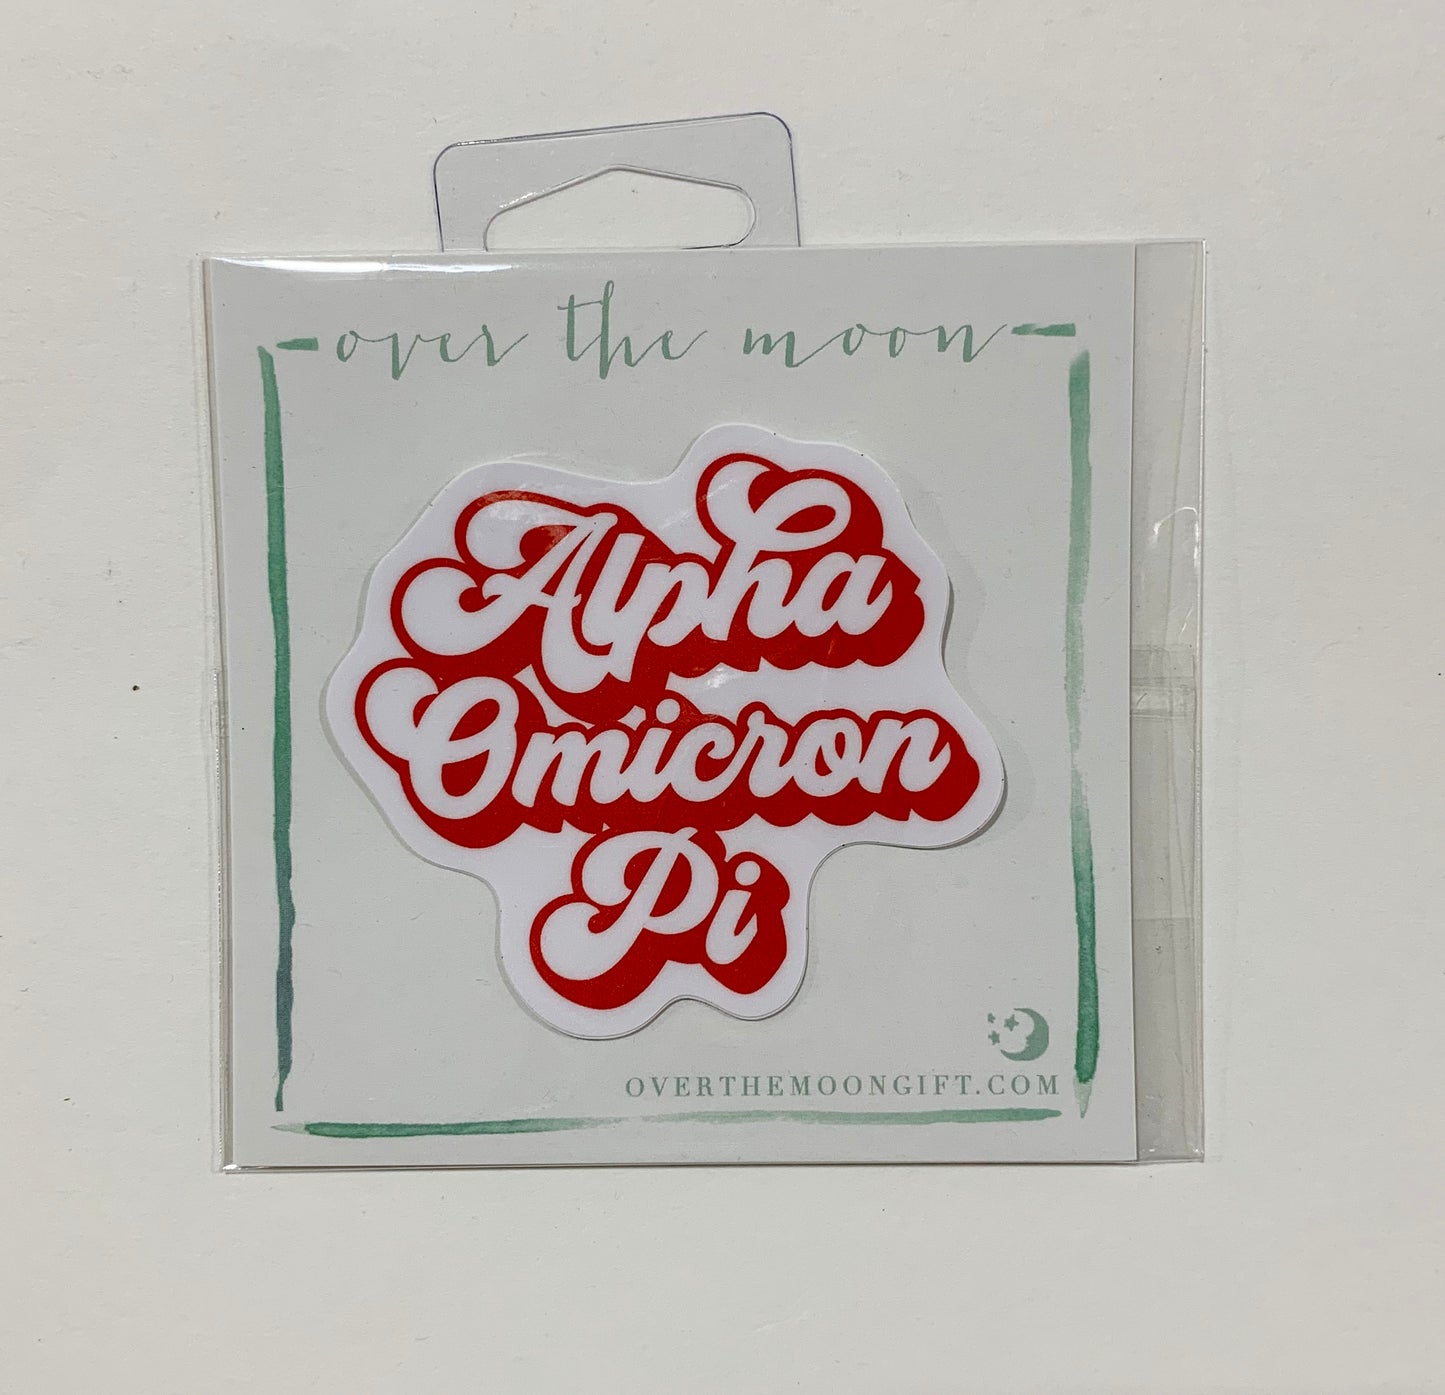 over the moon
Alpha
Omicron
Pi
OVERTHEMOONGIFT.COM